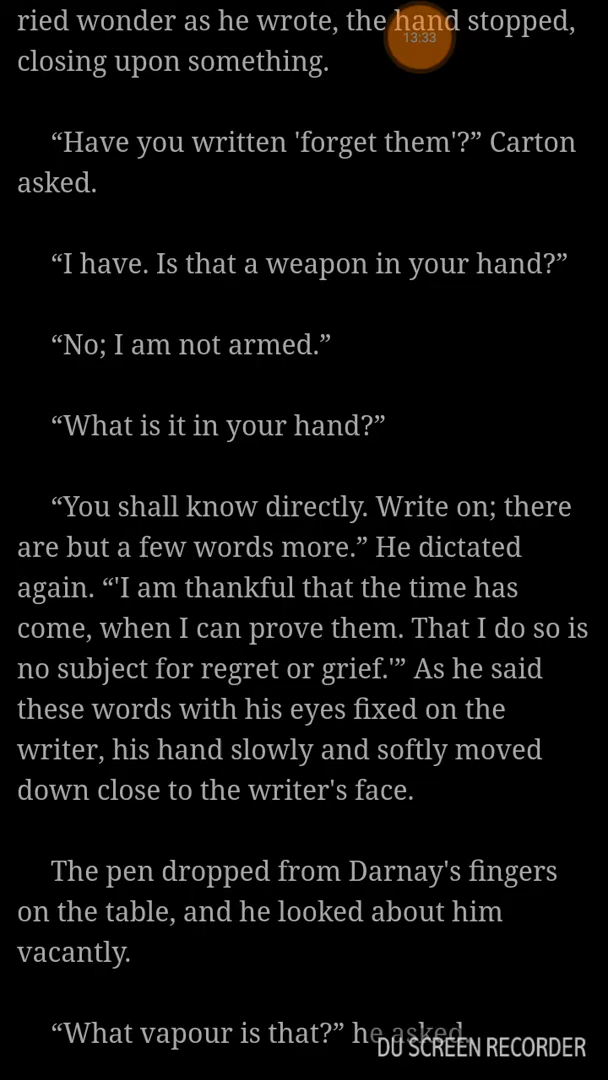 ried wonder as he wrote, the hand stopped,
13:33
closing upon something.
“Have you written 'forget them'?” Carton
asked.
“I have. Is that a weapon in your hand?”
“No; I am not armed.”
“What is it in your hand?”
“You shall know directly. Write on; there
are but a few words more.” He dictated
again. “'I am thankful that the time has
come, when I can prove them. That I do so is
no subject for regret or grief.'” As he said
these words with his eyes fixed on the
writer, his hand slowly and softly moved
down close to the writer's face.
The pen dropped from Darnay's fingers
on the table, and he looked about him
vacantly.
“What vapour is that?” he asked.
DU SCREEN RECORDER